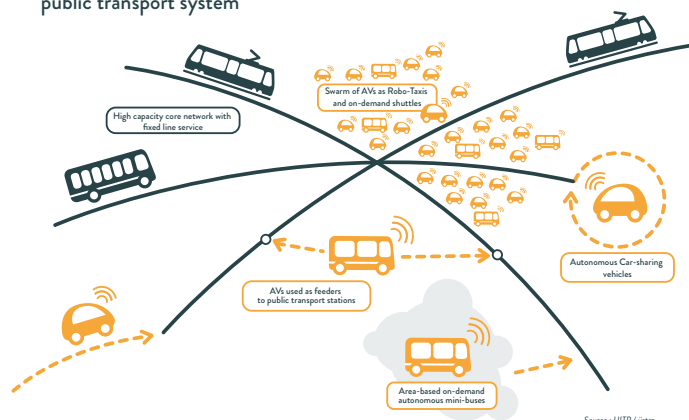 public transport system
Swarm of AVs as Robo-Taxis
and on-demand shuttles
High capacity core network with
fixed line service
Autonomous Car-sharing
vehicles
AVs used as feeders
to public transport stations
Area-based on-demand
autonomous mini-buses
Source : UITP